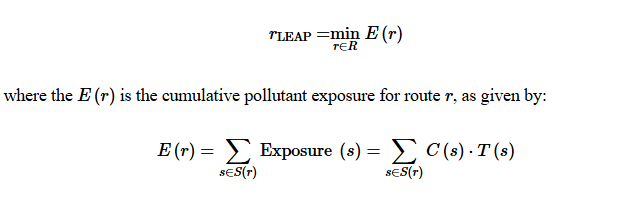 r_LEAP = min_{r∈R} E (r)
where the E (r) is the cumulative pollutant exposure for route r, as given by:
E (r) = ∑_{s∈S(r)} Exposure (s) = ∑_{s∈S(r)} C (s) · T (s)